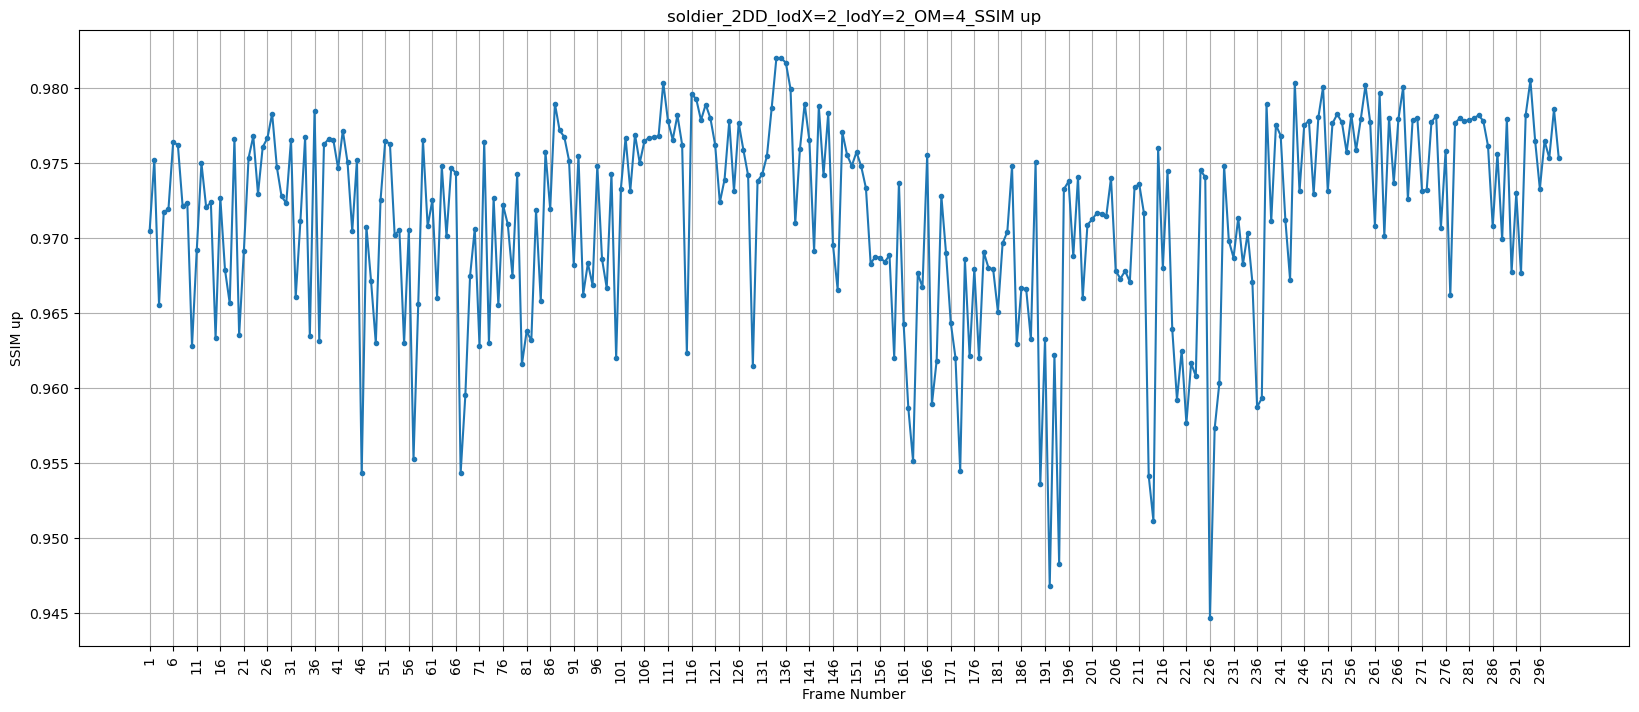 soldier_2DD_lodX=2_lodY=2_OM=4_SSIM up
SSIM up
0.980
0.975
0.970
0.965
0.960
0.955
0.950
0.945
1 6 11 16 21 26 31 36 41 46 51 56 61 66 71 76 81 86 91 96 101 106 111 116 121 126 131 136 141 146 151 156 161 166 171 176 181 186 191 196 201 206 211 216 221 226 231 236 241 246 251 256 261 266 271 276 281 286 291 296
Frame Number